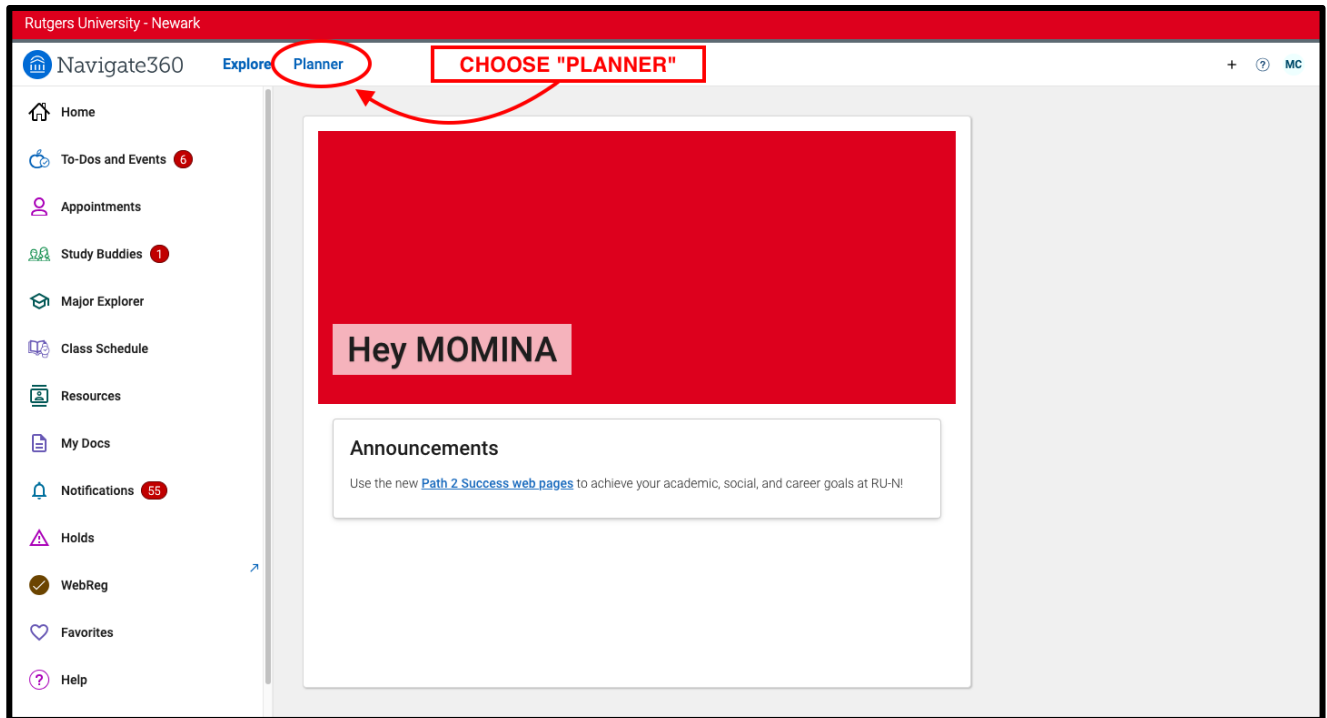 Rutgers University - Newark
Navigate360 Explore Planner CHOOSE "PLANNER" + ? MC
Home
To-Dos and Events 6
Appointments
Study Buddies 1
Major Explorer
Class Schedule
Resources
My Docs
Notifications 55
Holds
WebReg
Favorites
? Help
Hey MOMINA
Announcements
Use the new Path 2 Success web pages to achieve your academic, social, and career goals at RU-N!